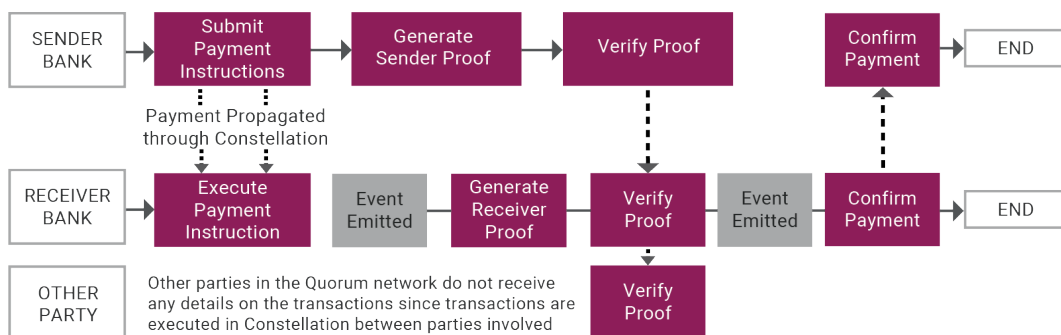 SENDER
BANK
Submit
Payment
Instructions
Generate
Sender Proof
Verify Proof
Confirm
Payment
END
Payment Propagated
through Constellation
RECEIVER
BANK
Execute
Payment
Instruction
Event
Emitted
Generate
Receiver
Proof
Verify
Proof
Event
Emitted
Confirm
Payment
END
OTHER
PARTY
Other parties in the Quorum network do not receive
any details on the transactions since transactions are
executed in Constellation between parties involved
Verify
Proof